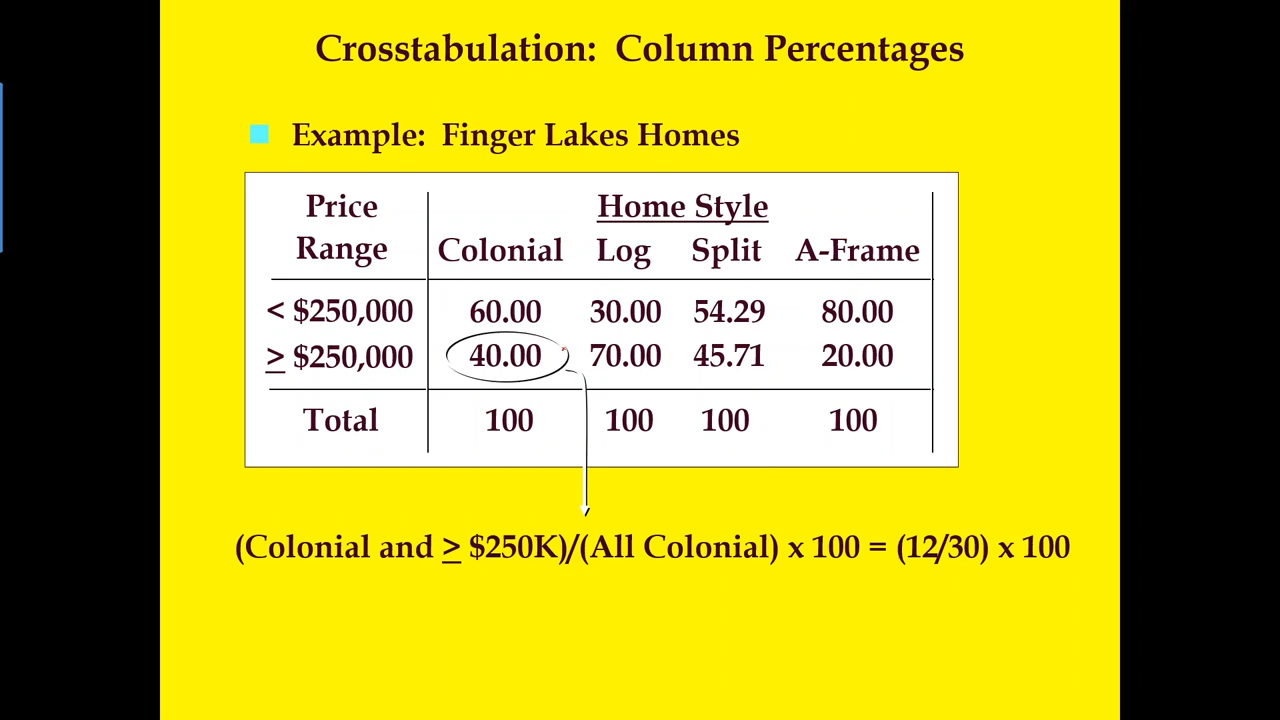 Crosstabulation: Column Percentages
Example: Finger Lakes Homes
Price Home Style
Range Colonial Log Split A-Frame
< $250,000 60.00 30.00 54.29 80.00
≥ $250,000 40.00 70.00 45.71 20.00
Total 100 100 100 100
(Colonial and ≥ $250K)/(All Colonial) x 100 = (12/30) x 100